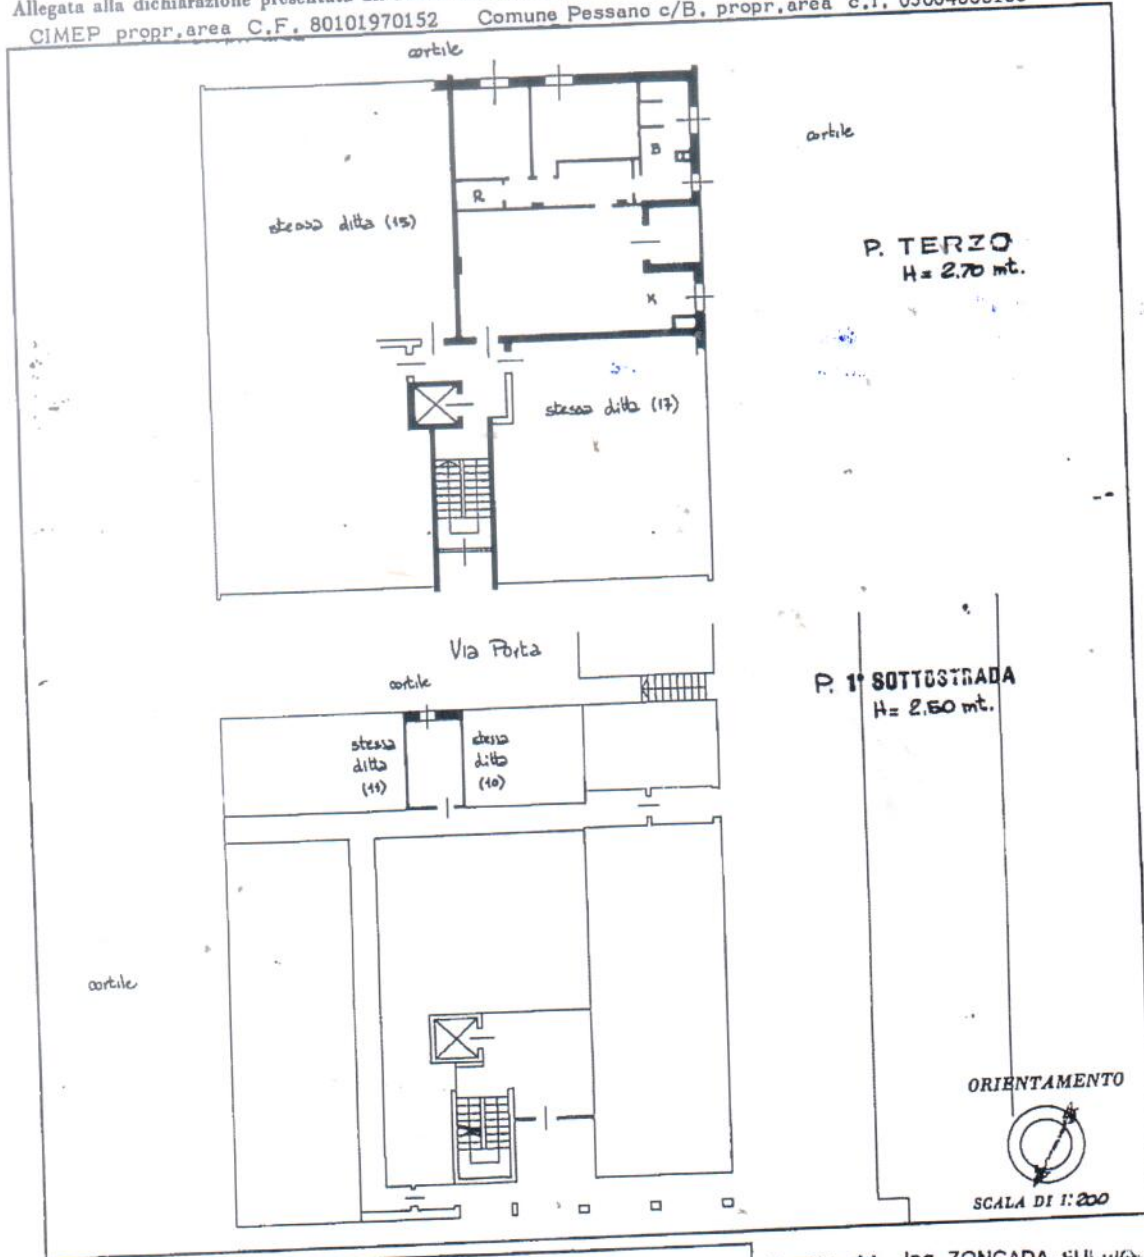 Allegata alla dichiarazione presentata
CIMEP propr.area C.F. 80101970152 Comune Pessano c/B. propr.area
cortile
cortile
B
R
stessa ditta (15)
P. TERZO
H= 2.70 mt.
K
stessa ditta (17)
Via Porta
cortile
P. 1° SOTTOSTRADA
H= 2.50 mt.
stessa
ditta
(11)
stessa
ditta
(10)
cortile
ORIENTAMENTO
SCALA DI 1:200
Ing. ZONCADA